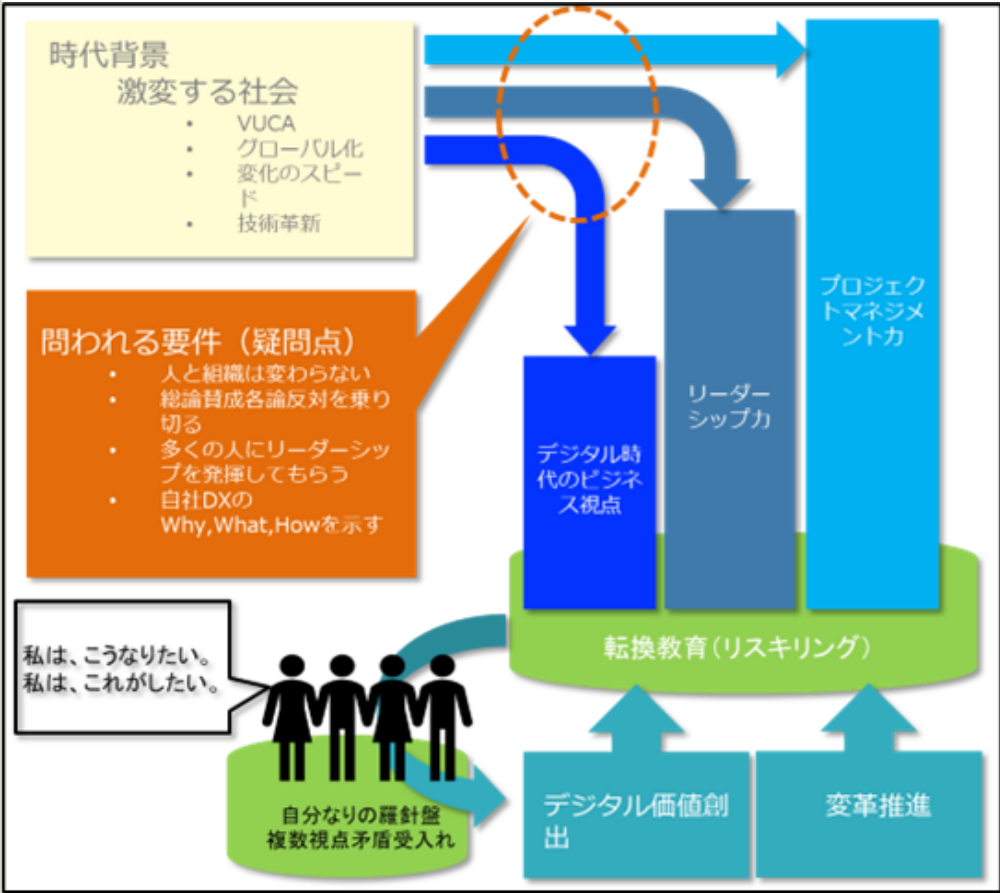 時代背景
激変する社会
• VUCA
• グローバル化
• 変化のスピー
ド
• 技術革新
問われる要件（疑問点）
• 人と組織は変わらない
• 総論賛成各論反対を乗り
切る
• 多くの人にリーダーシッ
プを発揮してもらう
• 自社DXの
Why,What,Howを示す
デジタル時
代のビジネ
ス視点
リーダー
シップ力
プロジェク
トマネジメ
ント力
転換教育（リスキリング）
私は、こうなりたい。
私は、これがしたい。
自分なりの羅針盤
複数視点矛盾受入れ
デジタル価値創
出
変革推進